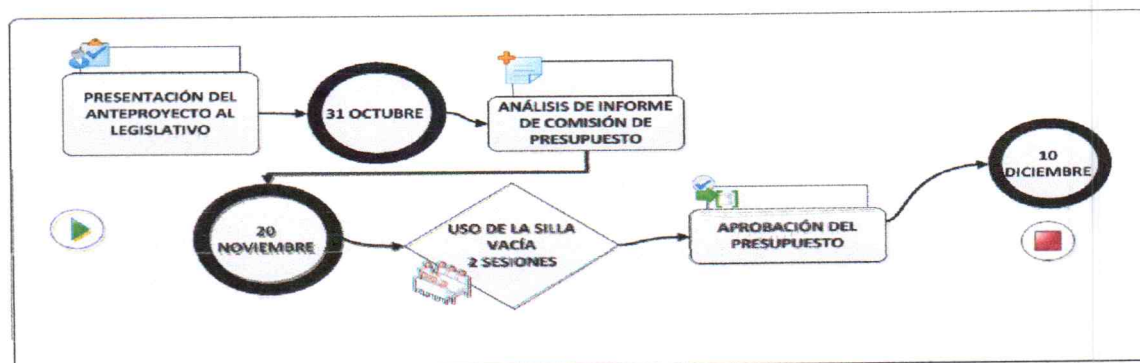 PRESENTACIÓN DEL
ANTEPROYECTO AL
LEGISLATIVO
31 OCTUBRE
ANÁLISIS DE INFORME
DE COMISIÓN DE
PRESUPUESTO
20
NOVIEMBRE
USO DE LA SILLA
VACÍA
2 SESIONES
APROBACIÓN DEL
PRESUPUESTO
10
DICIEMBRE